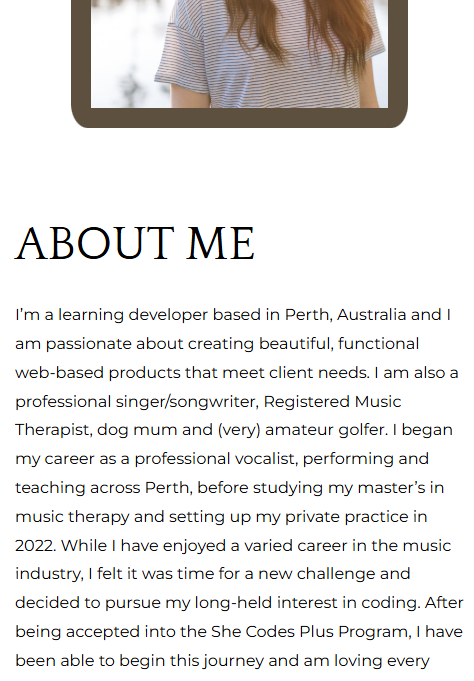 ABOUT ME
I’m a learning developer based in Perth, Australia and I
am passionate about creating beautiful, functional
web-based products that meet client needs. I am also a
professional singer/songwriter, Registered Music
Therapist, dog mum and (very) amateur golfer. I began
my career as a professional vocalist, performing and
teaching across Perth, before studying my master’s in
music therapy and setting up my private practice in
2022. While I have enjoyed a varied career in the music
industry, I felt it was time for a new challenge and
decided to pursue my long-held interest in coding. After
being accepted into the She Codes Plus Program, I have
been able to begin this journey and am loving every